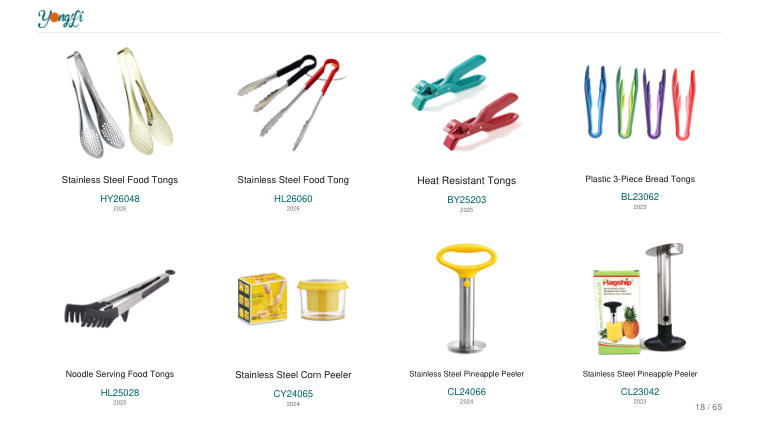 YongLi
Stainless Steel Food Tongs
HY26048
2026
Stainless Steel Food Tong
HL26060
2026
Heat Resistant Tongs
BY25203
2025
Plastic 3-Piece Bread Tongs
BL23062
2023
Flagship
Noodle Serving Food Tongs
HL25028
2025
Stainless Steel Corn Peeler
CY24065
2024
Stainless Steel Pineapple Peeler
CL24066
2024
Stainless Steel Pineapple Peeler
CL23042
2023
18 / 65